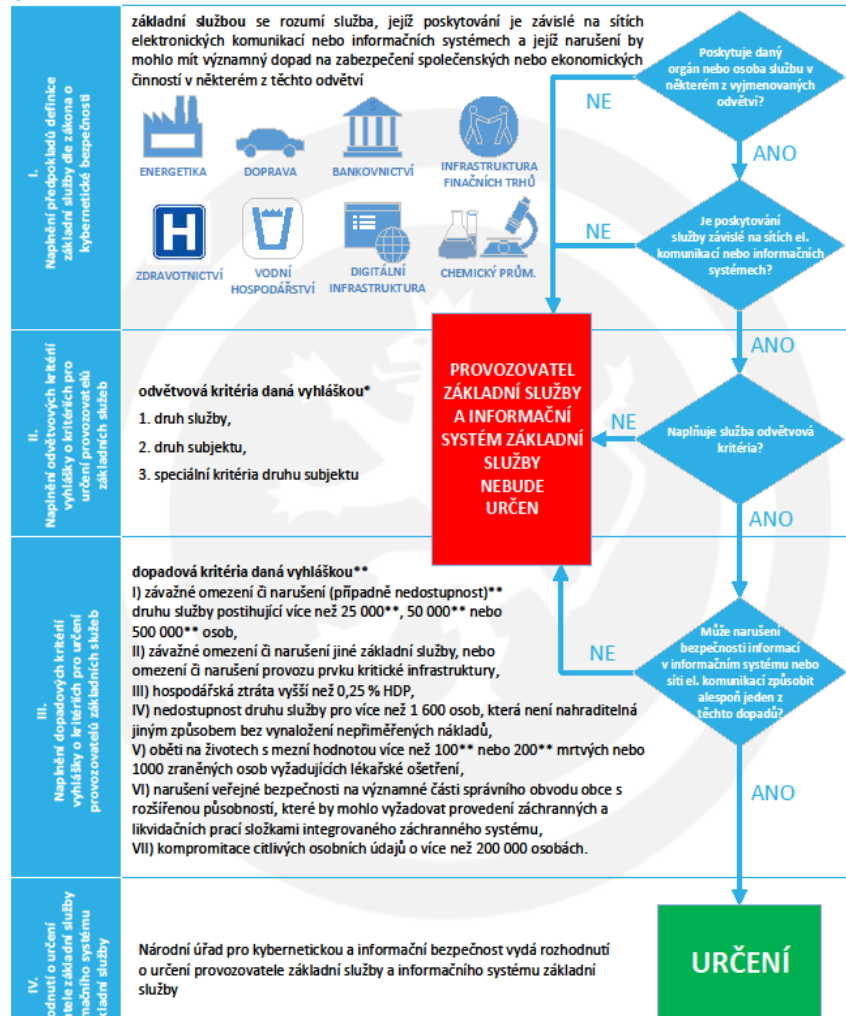 I.
Naplnění předpokladů definice
základní služby dle zákona o
kybernetické bezpečnosti
základní službou se rozumí služba, jejíž poskytování je závislé na sítích
elektronických komunikací nebo informačních systémech a jejíž narušení by
mohlo mít významný dopad na zabezpečení společenských nebo ekonomických
činností v některém z těchto odvětví
ENERGETIKA
DOPRAVA
BANKOVNICTVÍ
INFRASTRUKTURA
FINAČNÍCH TRHŮ
H
ZDRAVOTNICTVÍ
VODNÍ
HOSPODÁŘSTVÍ
DIGITÁLNÍ
INFRASTRUKTURA
CHEMICKÝ PRŮM.
Poskytuje daný
orgán nebo osoba službu v
některém z vyjmenovaných
odvětví?
NE
ANO
Je poskytování
služby závislé na sítích el.
komunikací nebo informačních
systémech?
NE
ANO
II.
Naplnění odvětvových kritérií
vyhlášky o kritériích pro
určení provozovatelů
základních služeb
odvětvová kritéria daná vyhláškou*
1. druh služby,
2. druh subjektu,
3. speciální kritéria druhu subjektu
PROVOZOVATEL
ZÁKLADNÍ SLUŽBY
A INFORMAČNÍ
SYSTÉM ZÁKLADNÍ
SLUŽBY
NEBUDE
URČEN
NE
Naplňuje služba odvětvová
kritéria?
ANO
III.
Naplnění dopadových kritérií
vyhlášky o kritériích pro určení
provozovatelů základních služeb
dopadová kritéria daná vyhláškou**
I) závažné omezení či narušení (případně nedostupnost)**
druhu služby postihující více než 25 000**, 50 000** nebo
500 000** osob,
II) závažné omezení či narušení jiné základní služby, nebo
omezení či narušení provozu prvku kritické infrastruktury,
III) hospodářská ztráta vyšší než 0,25 % HDP,
IV) nedostupnost druhu služby pro více než 1 600 osob, která není nahraditelná
jiným způsobem bez vynaložení nepřiměřených nákladů,
V) oběti na životech s mezní hodnotou více než 100** nebo 200** mrtvých nebo
1000 zraněných osob vyžadujících lékařské ošetření,
VI) narušení veřejné bezpečnosti na významné části správního obvodu obce s
rozšířenou působností, které by mohlo vyžadovat provedení záchranných a
likvidačních prací složkami integrovaného záchranného systému,
VII) kompromitace citlivých osobních údajů o více než 200 000 osobách.
NE
Může narušení
bezpečnosti informací
v informačním systému nebo
síti el. komunikací způsobit
alespoň jeden z
těchto dopadů?
ANO
IV.
o určení
základní služby
systému
služby
Národní úřad pro kybernetickou a informační bezpečnost vydá rozhodnutí
o určení provozovatele základní služby a informačního systému základní
služby
URČENÍ